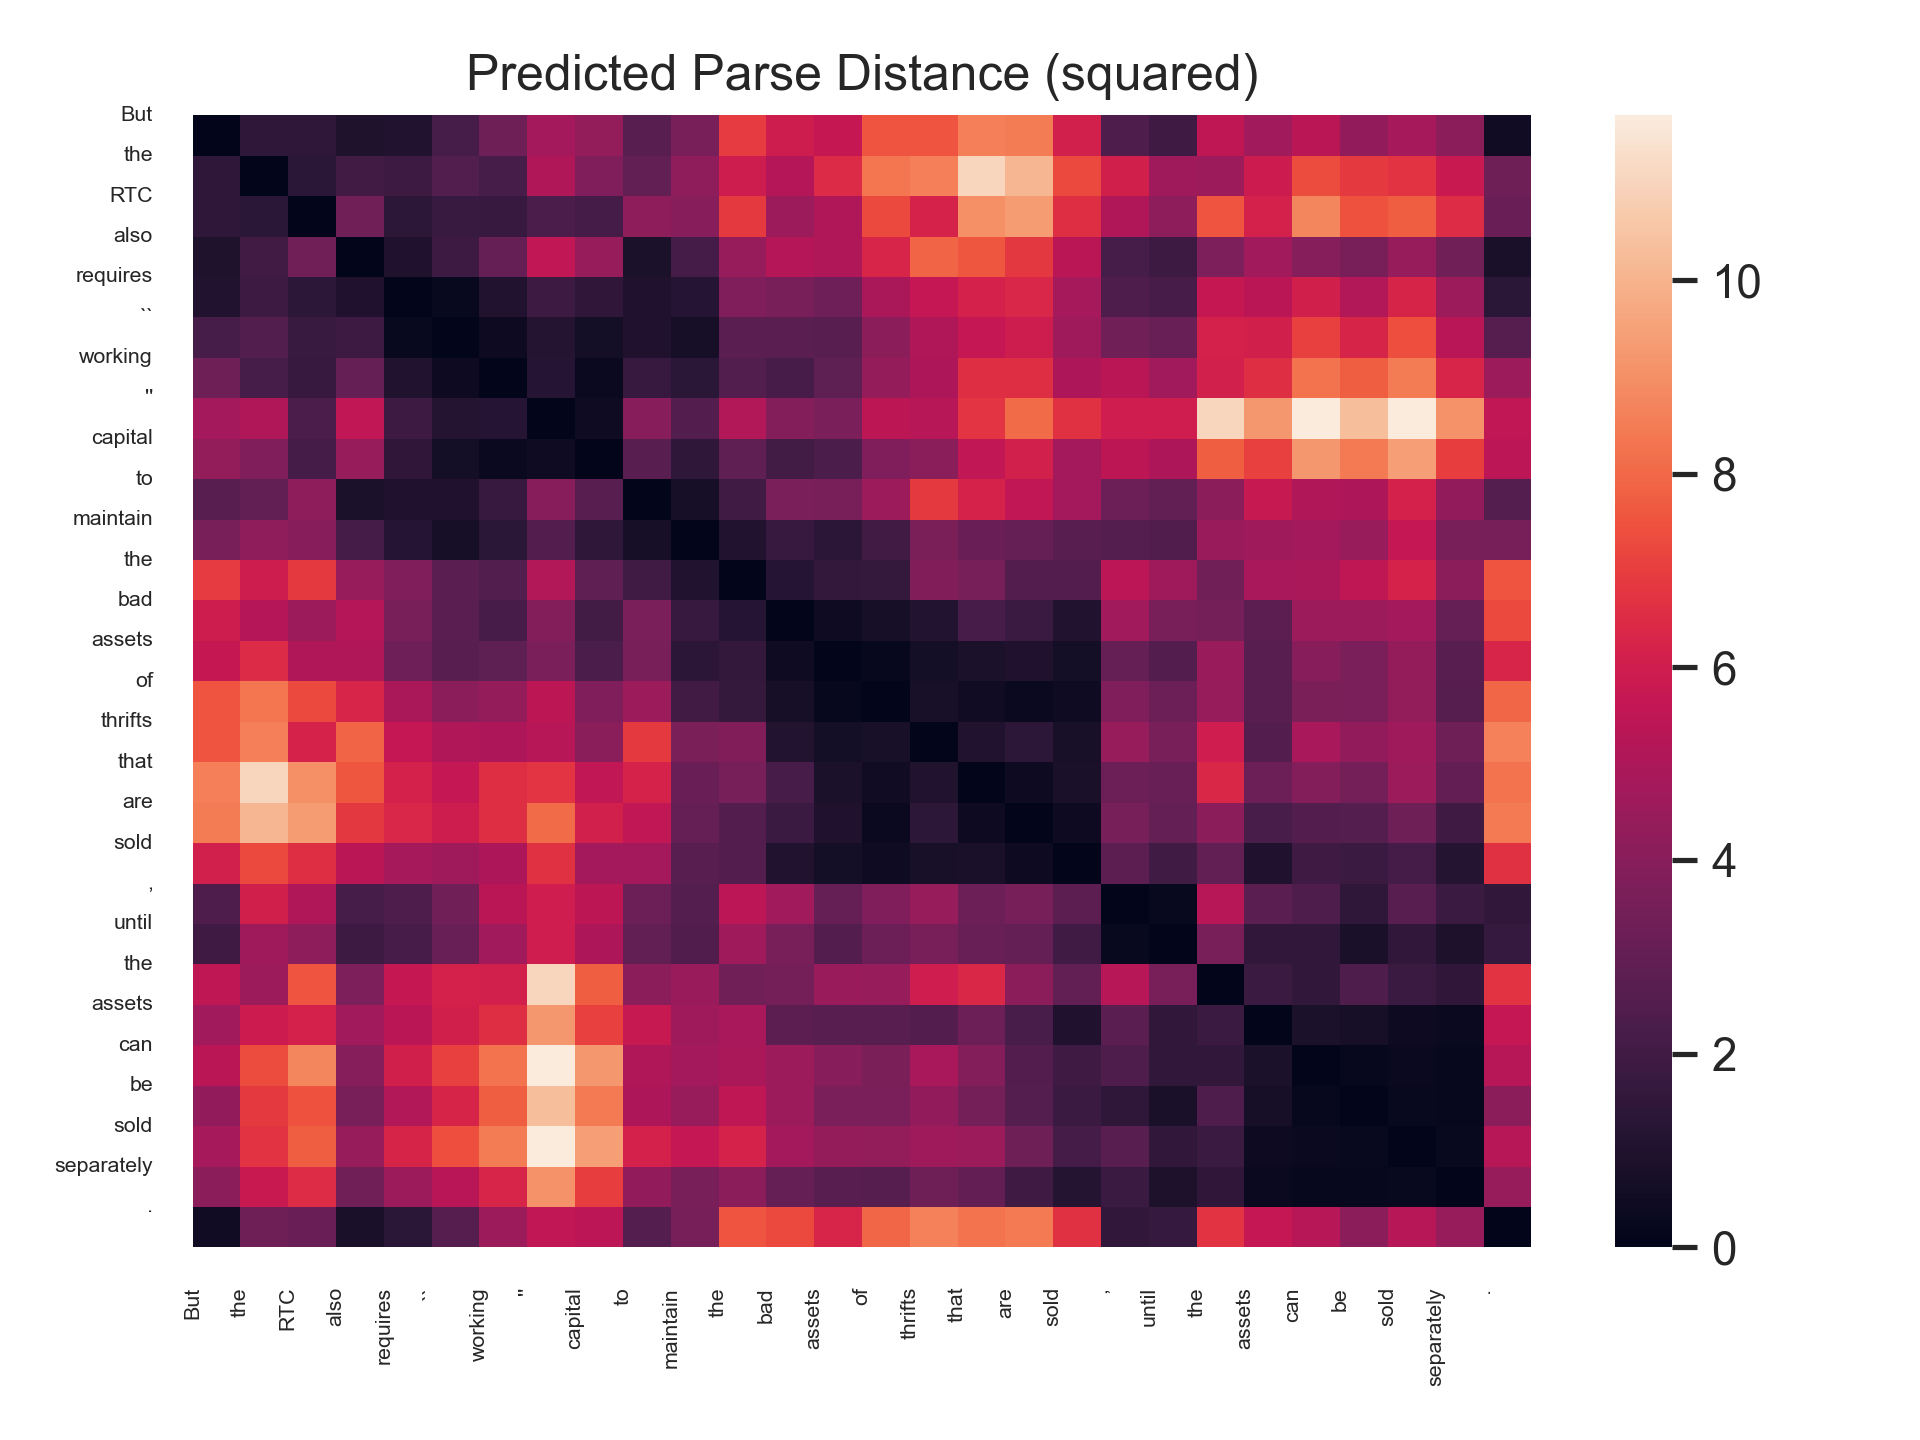 Predicted Parse Distance (squared)
But
the
RTC
also
requires
``
working
''
capital
to
maintain
the
bad
assets
of
thrifts
that
are
sold
,
until
the
assets
can
be
sold
separately
.
10
8
6
4
2
0
But the RTC also requires `` working '' capital to maintain the bad assets of thrifts that are sold , until the assets can be sold separately .